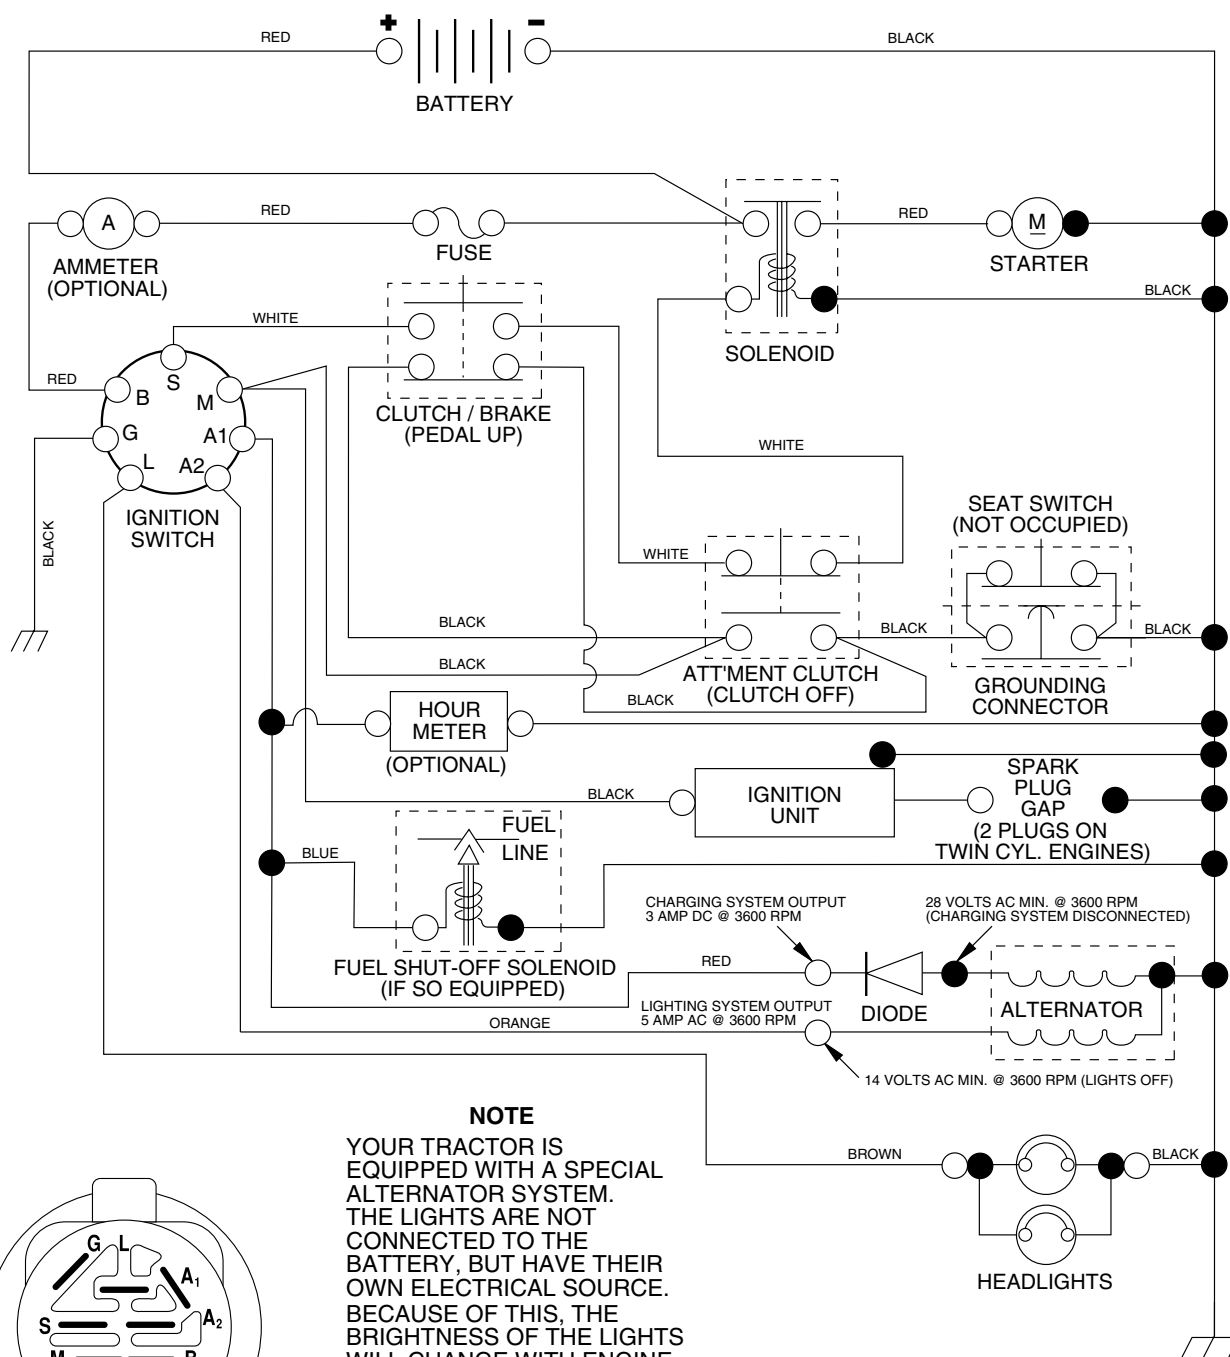 + -
RED
BLACK
BATTERY
RED
A
FUSE
RED
M
AMMETER
(OPTIONAL)
STARTER
WHITE
BLACK
SOLENOID
RED
S
B
M
G
A1
L
A2
CLUTCH / BRAKE
(PEDAL UP)
WHITE
IGNITION
SWITCH
BLACK
SEAT SWITCH
(NOT OCCUPIED)
WHITE
BLACK
BLACK
BLACK
BLACK
ATT'MENT CLUTCH
(CLUTCH OFF)
BLACK
GROUNDING
CONNECTOR
HOUR
METER
(OPTIONAL)
BLACK
IGNITION
UNIT
SPARK
PLUG
GAP
(2 PLUGS ON
TWIN CYL. ENGINES)
FUEL
LINE
BLUE
FUEL SHUT-OFF SOLENOID
(IF SO EQUIPPED)
CHARGING SYSTEM OUTPUT
3 AMP DC @ 3600 RPM
28 VOLTS AC MIN. @ 3600 RPM
(CHARGING SYSTEM DISCONNECTED)
RED
DIODE
ALTERNATOR
LIGHTING SYSTEM OUTPUT
5 AMP AC @ 3600 RPM
ORANGE
14 VOLTS AC MIN. @ 3600 RPM (LIGHTS OFF)
BROWN
BLACK
HEADLIGHTS
NOTE
YOUR TRACTOR IS
EQUIPPED WITH A SPECIAL
ALTERNATOR SYSTEM.
THE LIGHTS ARE NOT
CONNECTED TO THE
BATTERY, BUT HAVE THEIR
OWN ELECTRICAL SOURCE.
BECAUSE OF THIS, THE
BRIGHTNESS OF THE LIGHTS
WILL CHANGE WITH ENGINE
G L
A1
A2
S
M
B